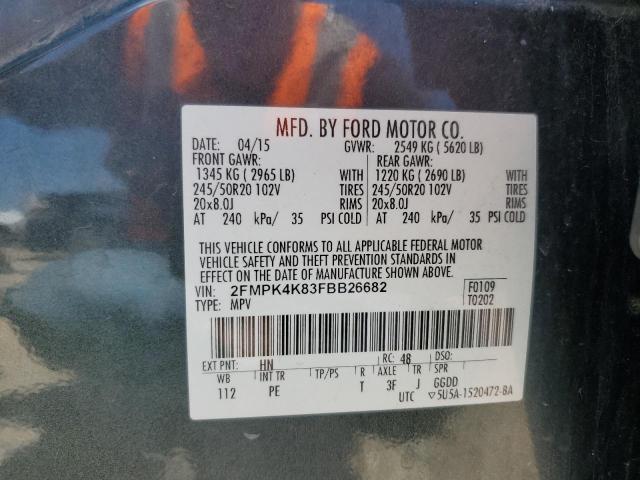 MFD. BY FORD MOTOR CO.
DATE: 04/15 GVWR: 2549 KG ( 5620 LB)
FRONT GAWR: REAR GAWR:
1345 KG ( 2965 LB) WITH 1220 KG ( 2690 LB) WITH
245/50R20 102V TIRES 245/50R20 102V TIRES
20x8.0J RIMS 20x8.0J RIMS
AT 240 kPa/ 35 PSI COLD AT 240 kPa/ 35 PSI COLD
THIS VEHICLE CONFORMS TO ALL APPLICABLE FEDERAL MOTOR
VEHICLE SAFETY AND THEFT PREVENTION STANDARDS IN
EFFECT ON THE DATE OF MANUFACTURE SHOWN ABOVE.
VIN: 2FMPK4K83FBB26682 F0109
TYPE: MPV T0202
EXT PNT: HN RC: 48 DSO:
WB INT TR TP/PS R AXLE TR SPR
112 PE T 3F J GGDD
UTC ▽5U5A-1520472-BA